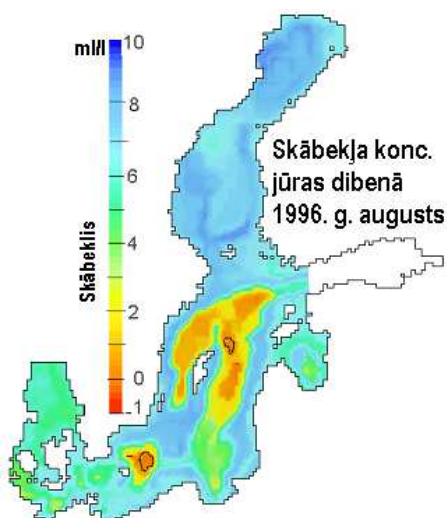 ml/l
10
8
6
4
2
0
-1
Skābeklis
Skābekļa konc.
jūras dibenā
1996. g. augusts